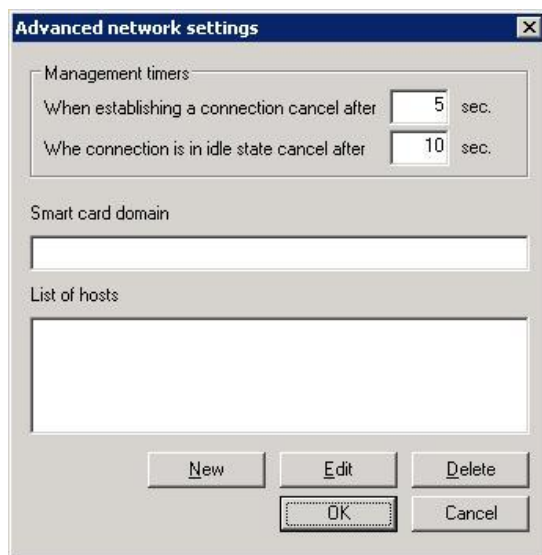 Advanced network settings
Management timers
When establishing a connection cancel after 5 sec.
Whe connection is in idle state cancel after 10 sec.
Smart card domain
List of hosts
New Edit Delete
OK Cancel